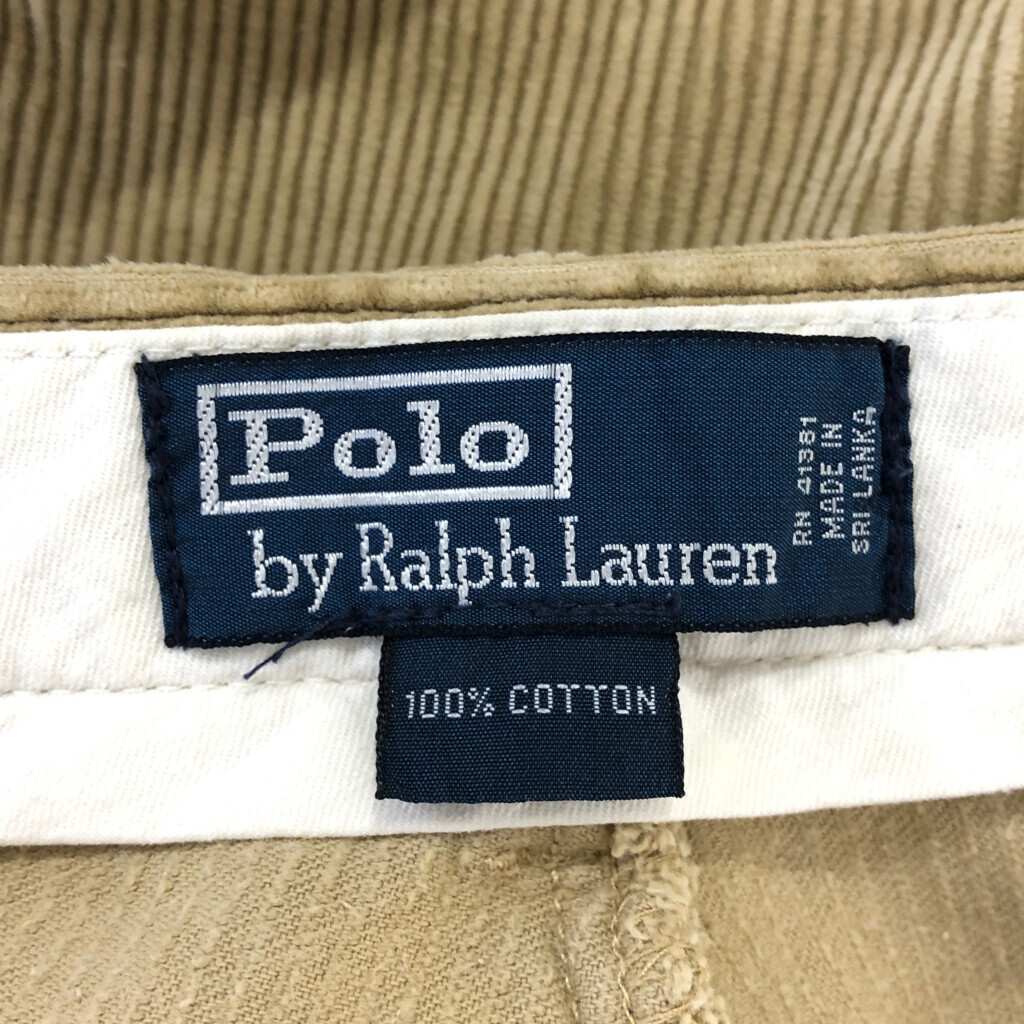 Polo
by Ralph Lauren
RN 41381
MADE IN
SRI LANKA
100% COTTON